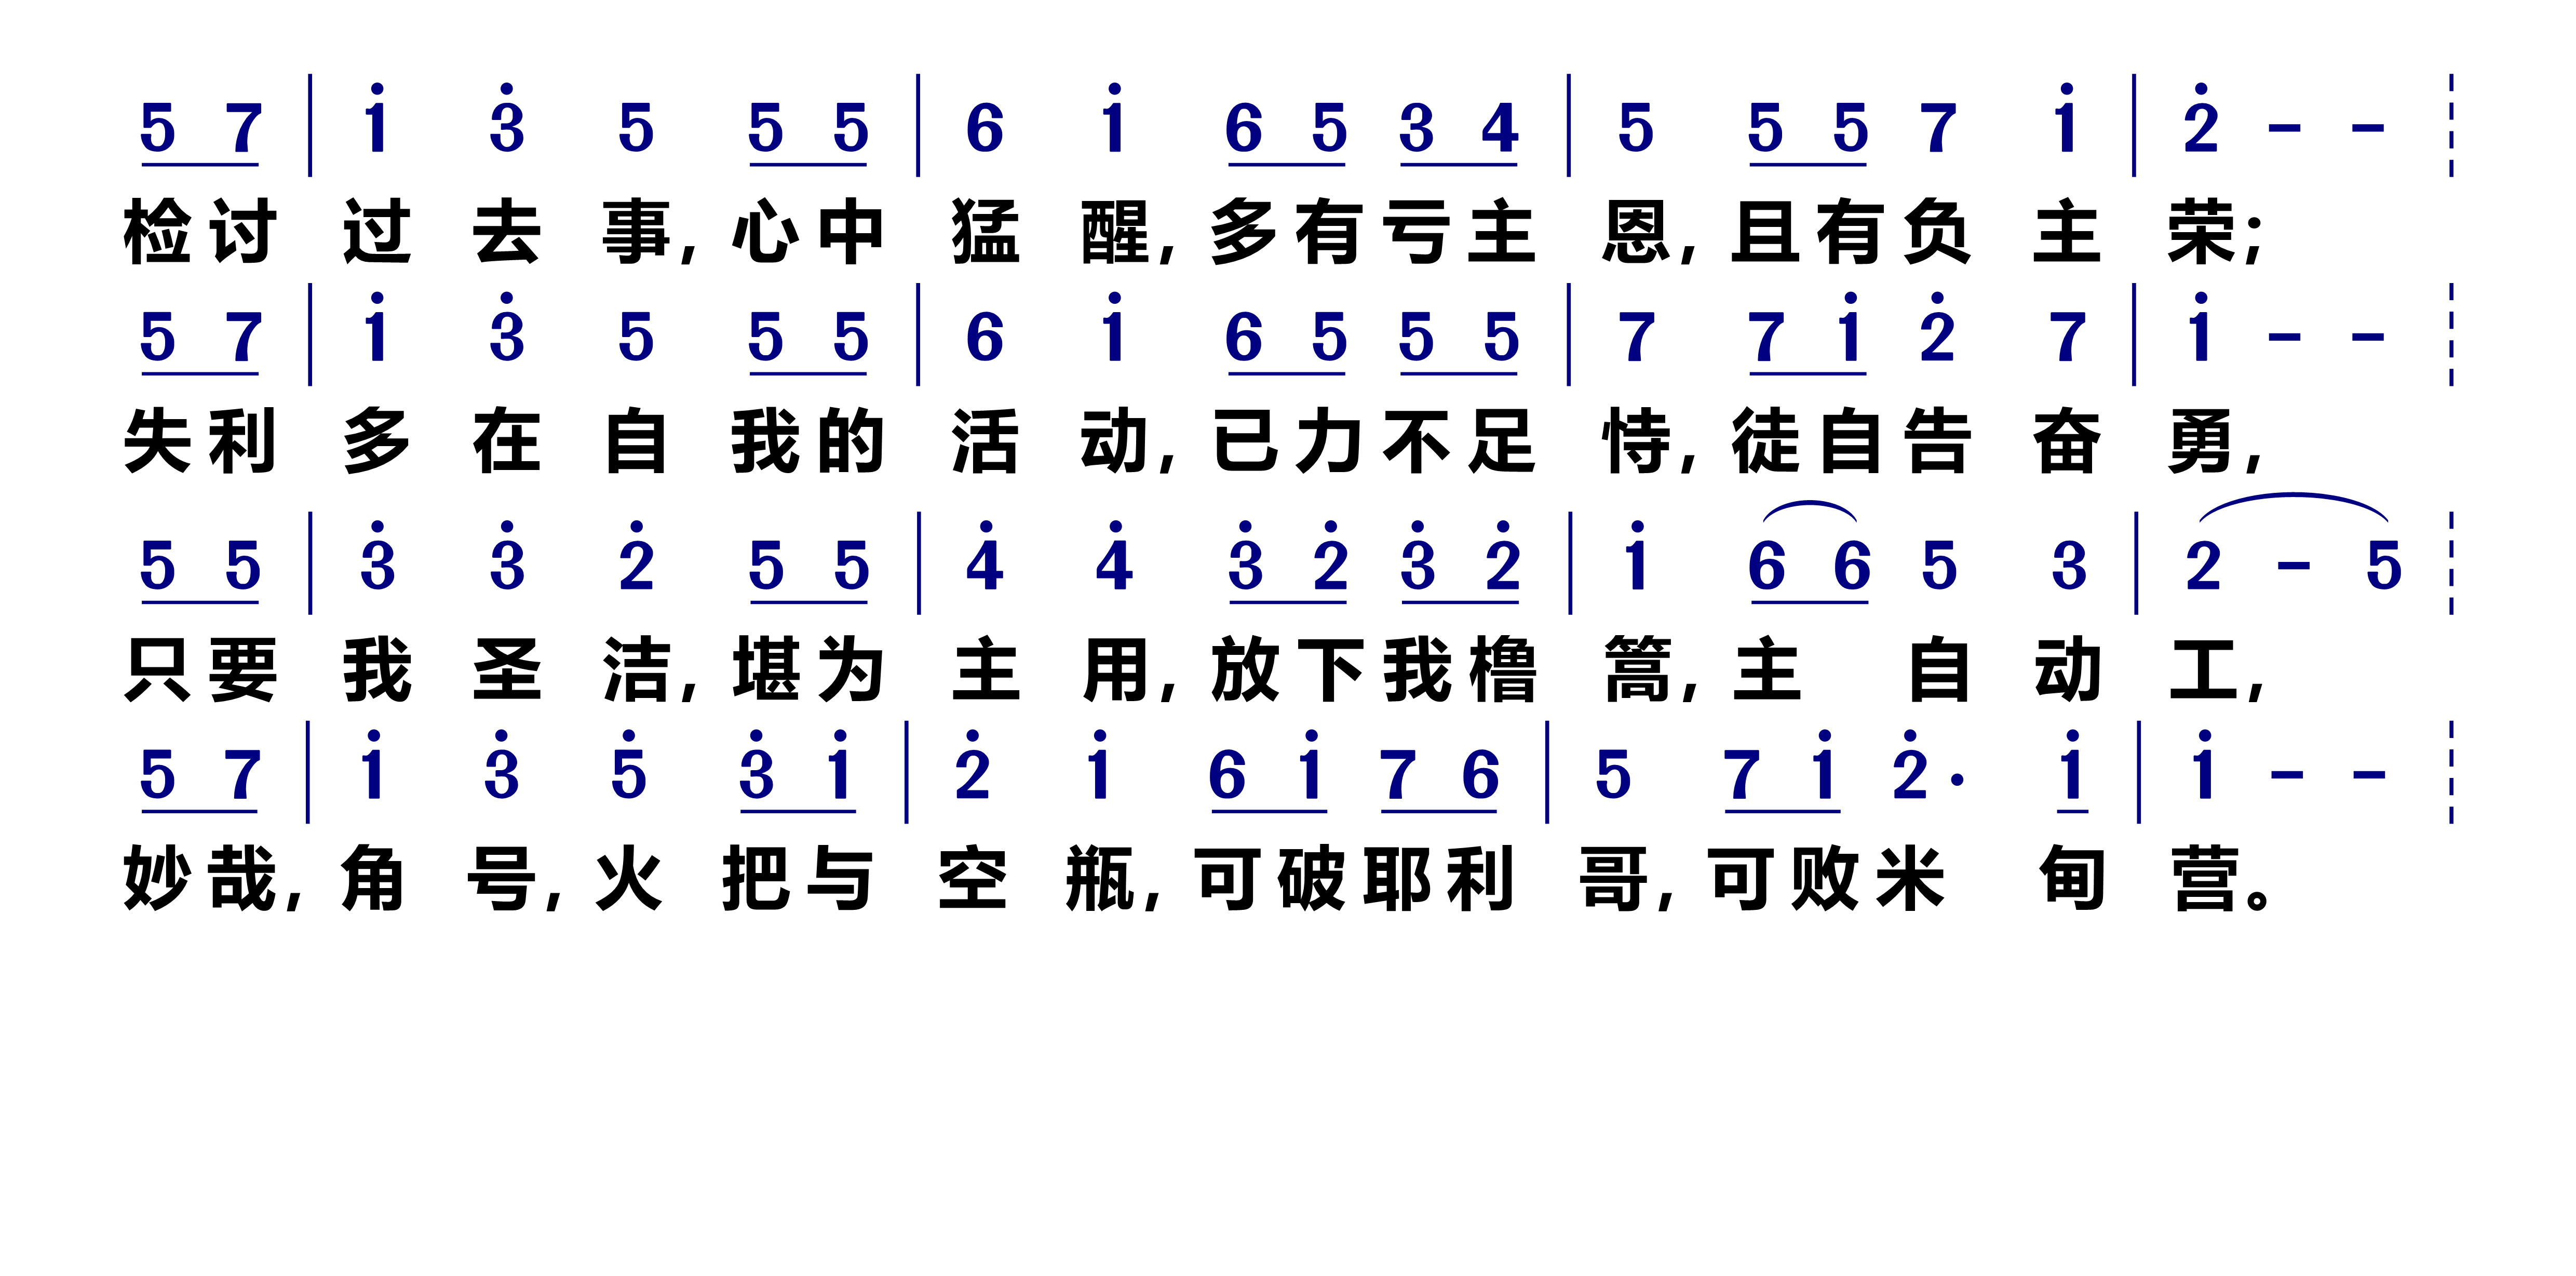 5 7 | 1̇ 3̇ 5 5 5 | 6 1̇ 6 5 3 4 | 5 5 5 7 1̇ | 2̇ - -
检讨过去事,心中猛醒,多有亏主恩,且有负主荣;
5 7 | 1̇ 3̇ 5 5 5 | 6 1̇ 6 5 5 5 | 7 7 1̇ 2̇ 7 | 1̇ - -
失利多在自我的活动,已力不足恃,徒自告奋勇,
5 5 | 3̇ 3̇ 2̇ 5 5 | 4̇ 4̇ 3̇ 2̇ 3̇ 2̇ | 1̇ 6 6 5 3 | 2 - 5
只要我圣洁,堪为主用,放下我橹篙,主自动工,
5 7 | 1̇ 3̇ 5̇ 3̇ 1̇ | 2̇ 1̇ 6 1̇ 7 6 | 5 7 1̇ 2̇· 1̇ | 1̇ - -
妙哉,角号,火把与空瓶,可破耶利哥,可败米甸营。